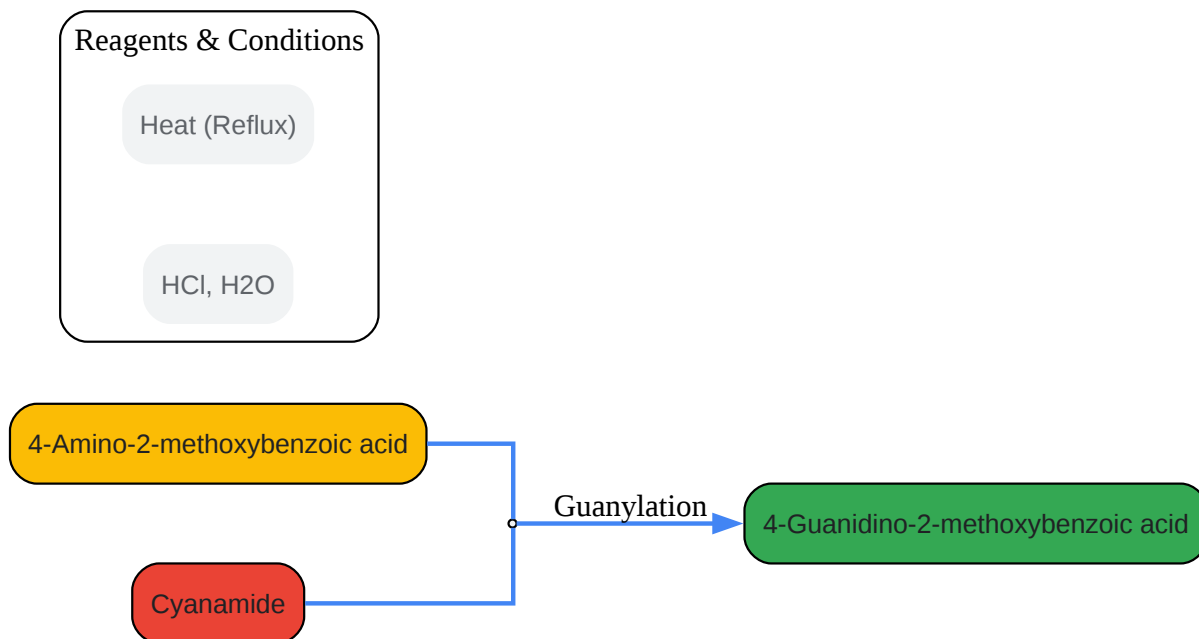 Reagents & Conditions
Heat (Reflux)
HCl, H2O
4-Amino-2-methoxybenzoic acid
Guanylation
4-Guanidino-2-methoxybenzoic acid
Cyanamide